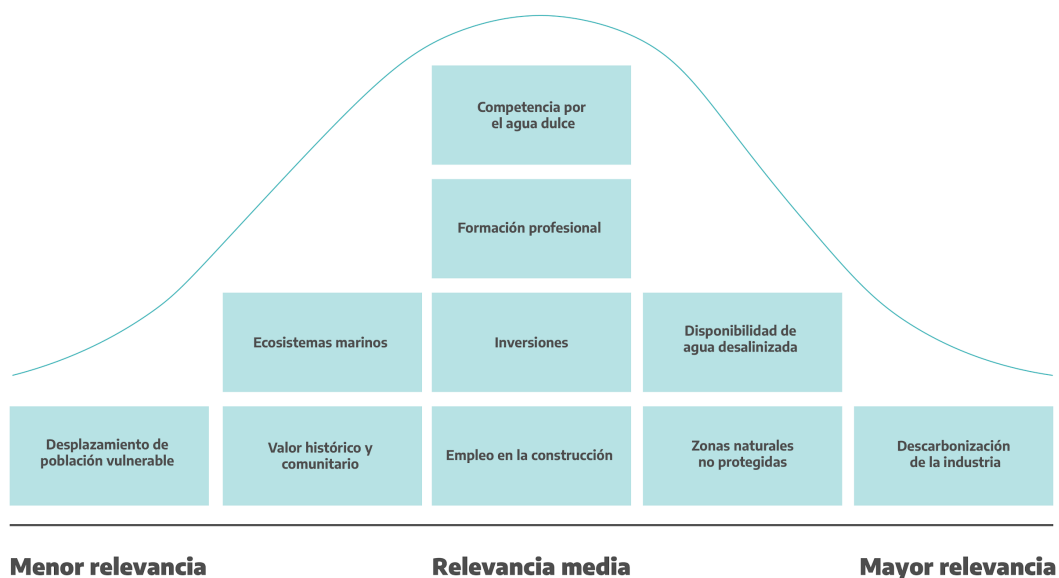 Competencia por
el agua dulce
Formación profesional
Ecosistemas marinos
Inversiones
Disponibilidad de
agua desalinizada
Desplazamiento de
población vulnerable
Valor histórico y
comunitario
Empleo en la construcción
Zonas naturales
no protegidas
Descarbonización
de la industria
Menor relevancia
Relevancia media
Mayor relevancia